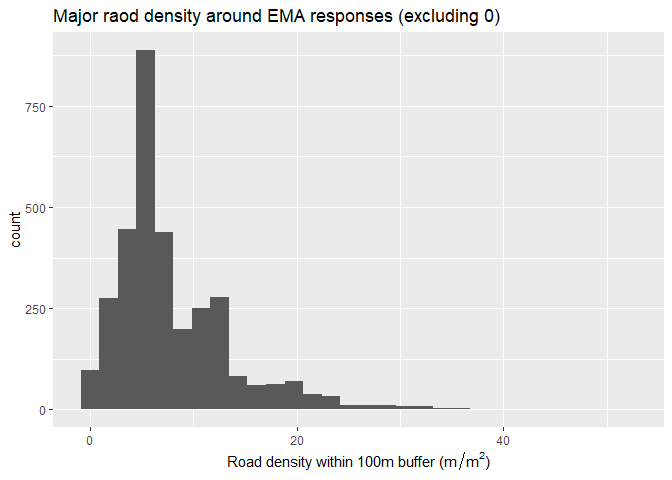 Major raod density around EMA responses (excluding 0)
count
750
500
250
0
0 20 40
Road density within 100m buffer (m/m²)